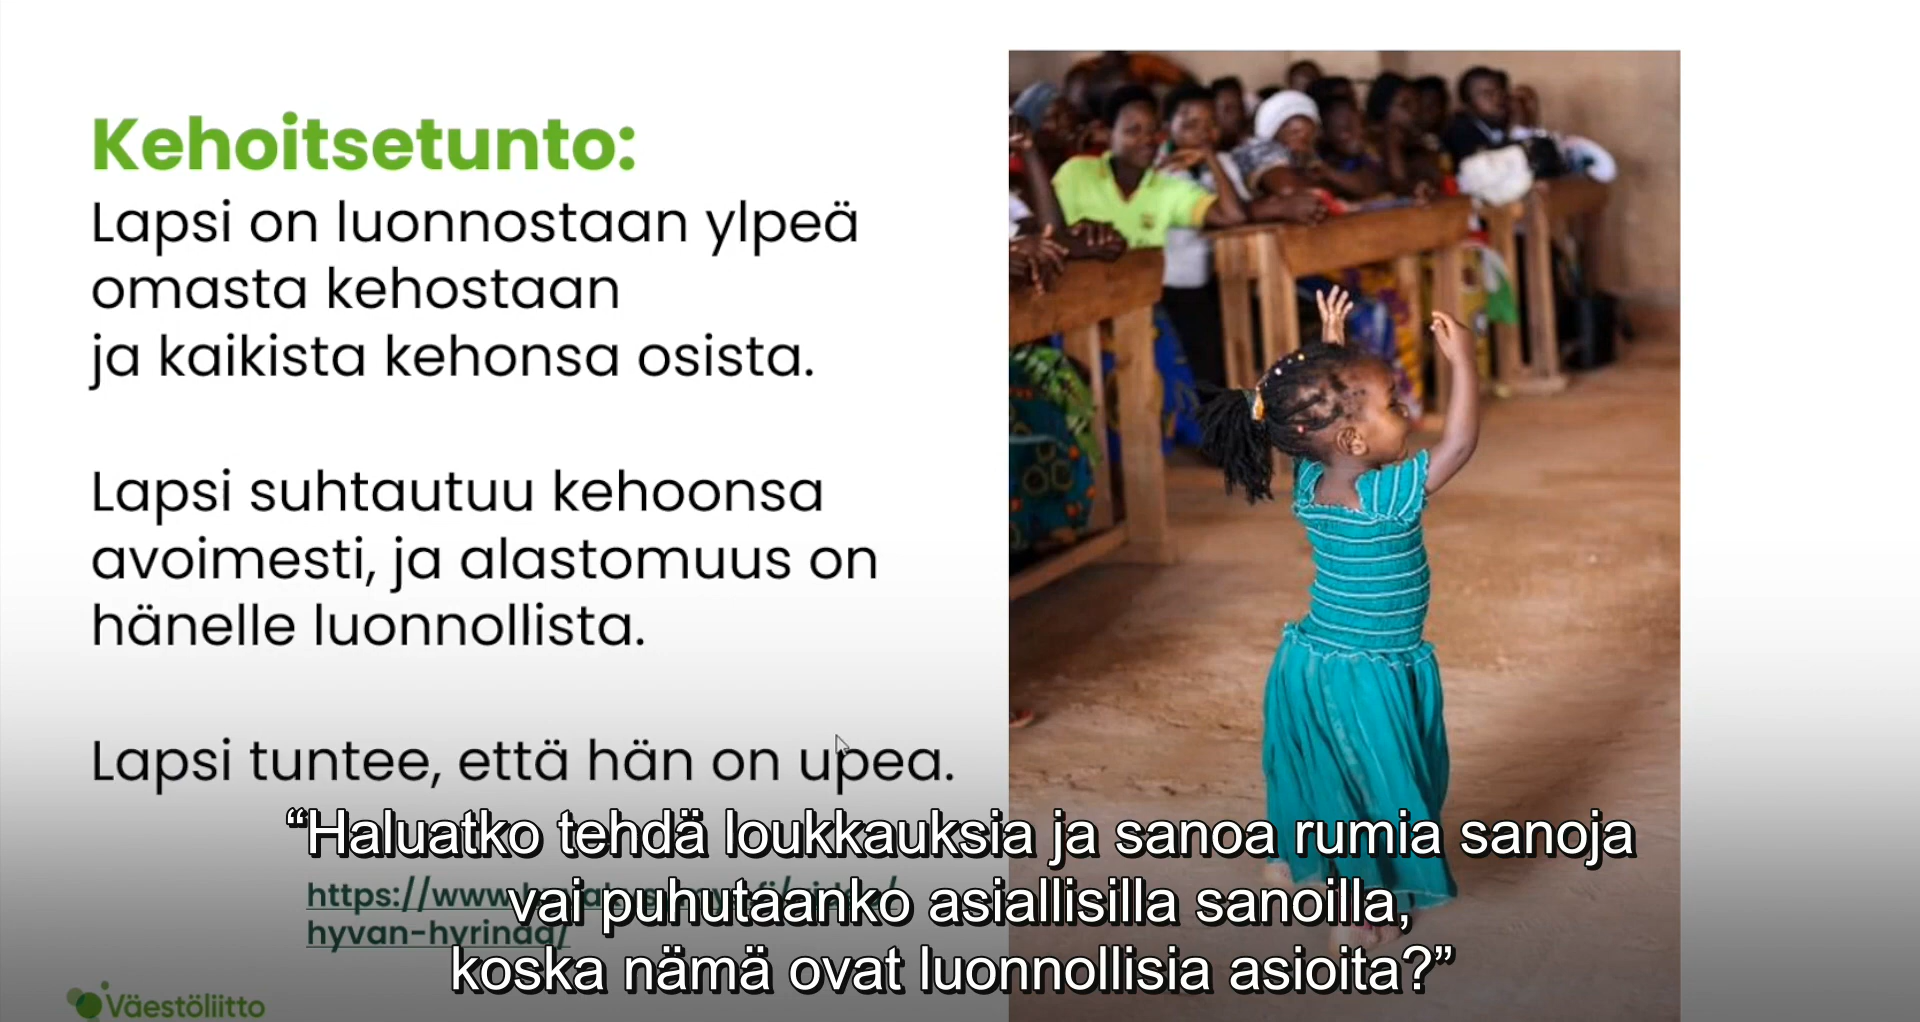 Kehoitsetunto:
Lapsi on luonnostaan ylpeä
omasta kehostaan
ja kaikista kehonsa osista.
Lapsi suhtautuu kehoonsa
avoimesti, ja alastomuus on
hänelle luonnollista.
Lapsi tuntee, että hän on upea.
“Haluatko tehdä loukkauksia ja sanoa rumia sanoja
https://www
vai puhutaanko asiallisilla sanoilla,
hyvan-hyrinaa/
koska nämä ovat luonnollisia asioita?”
Väestöliitto